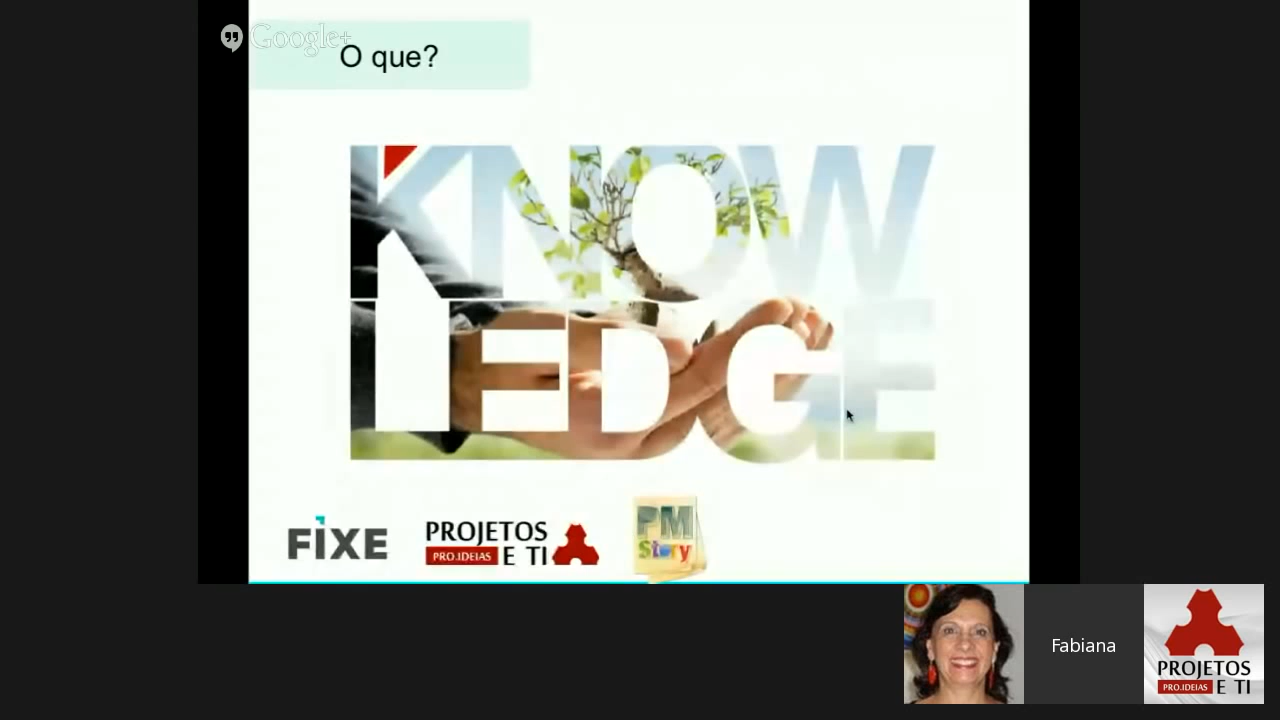 Google+
O que?
KNOW
LEDGE
FIXE
PROJETOS
PRO.IDEIAS E TI
PM
Story
Fabiana
PROJETOS
PRO.IDEIAS E TI